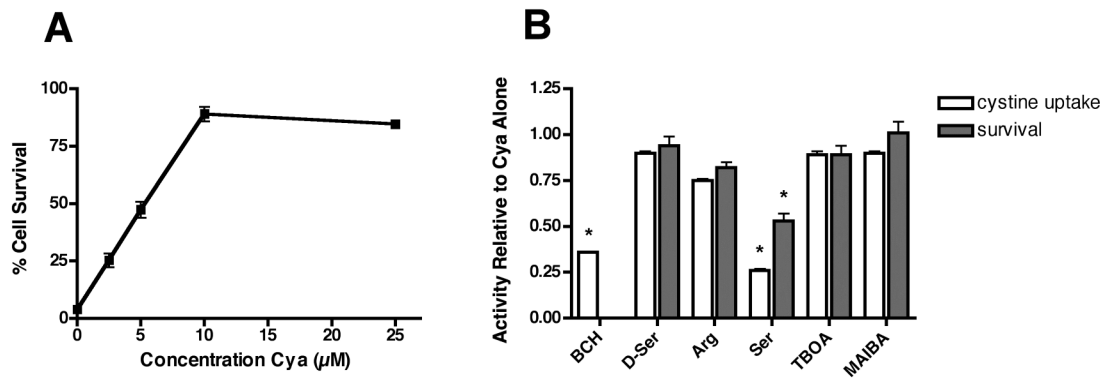 A
B
100
75
50
25
0
% Cell Survival
0 5 10 15 20 25
Concentration Cya (µM)
1.25
1.00
0.75
0.50
0.25
0.00
Activity Relative to Cya Alone
*
*
*
BCH D-Ser Arg Ser TBOA MAIBA
cystine uptake
survival